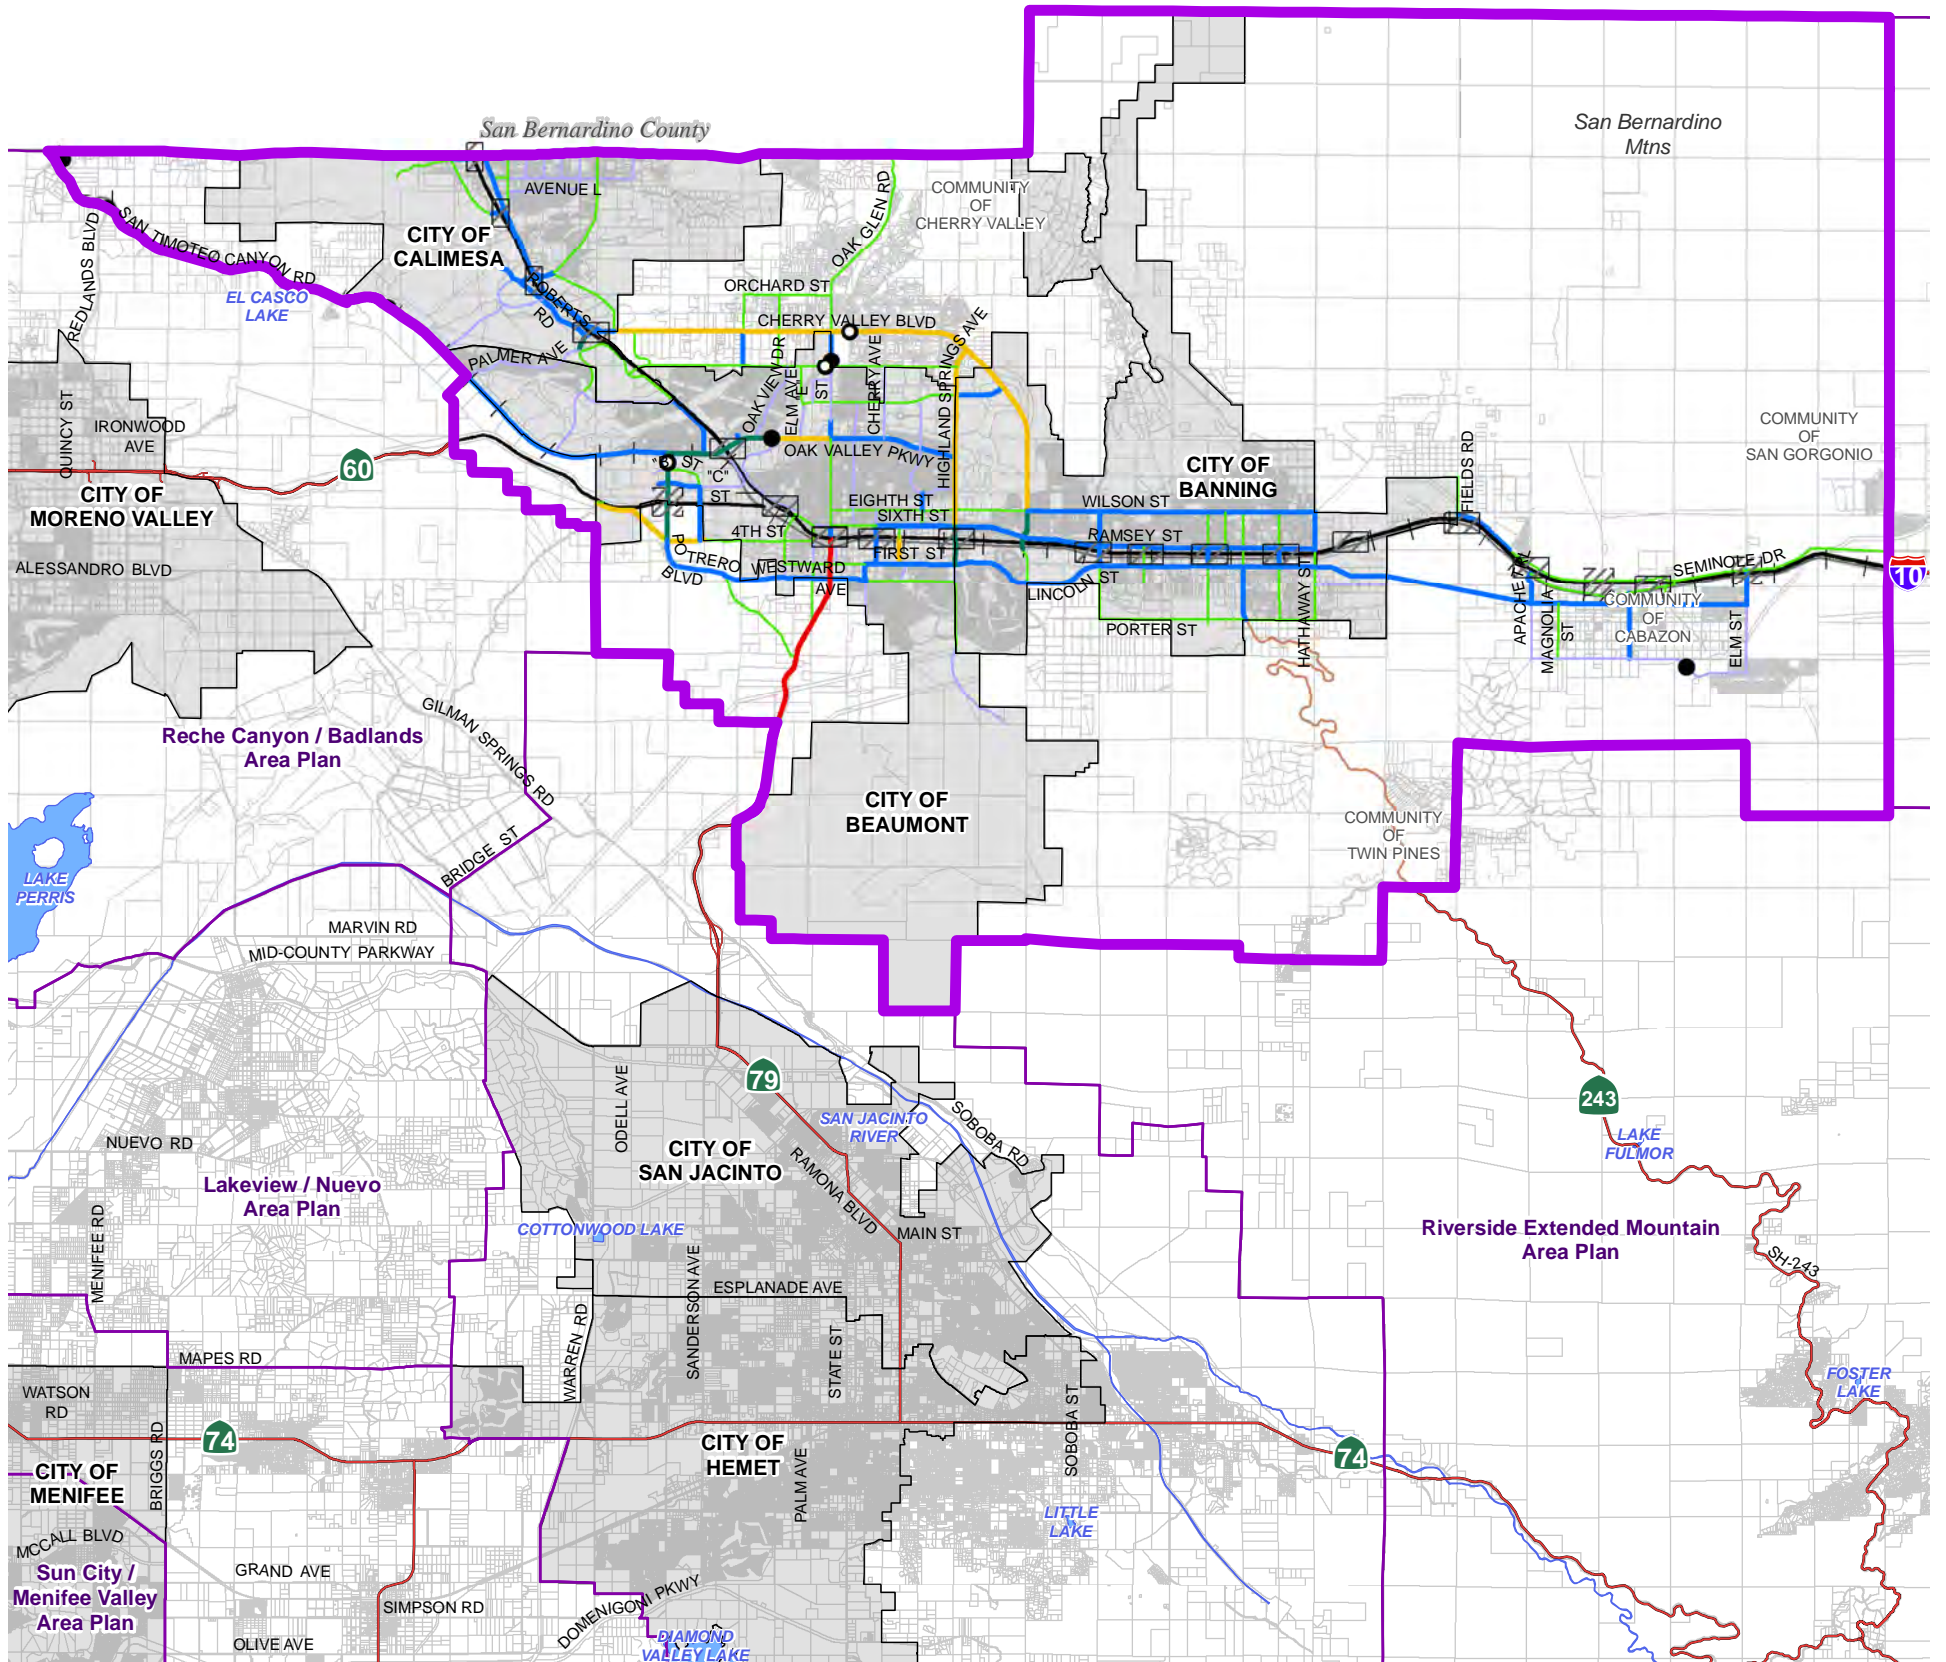 San Bernardino County
San Bernardino
Mtns
AVENUE L
CITY OF
CALIMESA
OAK GLEN RD
COMMUNITY
OF
CHERRY VALLEY
REDLANDS BLVD
SAN TIMOTEO CANYON RD
EL CASCO
LAKE
ROBERTS
RD
ORCHARD ST
CHERRY VALLEY BLVD
PALMER AVE
OAK VIEW DR
ELM AVE
"E"
ST
CHERRY AVE
HIGHLAND SPRINGS AVE
QUINCY ST
IRONWOOD
AVE
60
CITY OF
MORENO VALLEY
"B" ST
"C"
ST
OAK VALLEY PKWY
EIGHTH ST
SIXTH ST
4TH ST
FIRST ST
CITY OF
BANNING
WILSON ST
RAMSEY ST
FIELDS RD
COMMUNITY
OF
SAN GORGONIO
ALESSANDRO BLVD
POTRERO
BLVD
WESTWARD
AVE
LINCOLN ST
PORTER ST
HATHAWAY ST
APACHE TRL
MAGNOLIA
ST
SEMINOLE DR
10
COMMUNITY
OF
CABAZON
ELM ST
Reche Canyon / Badlands
Area Plan
GILMAN SPRINGS RD
BRIDGE ST
CITY OF
BEAUMONT
COMMUNITY
OF
TWIN PINES
LAKE
PERRIS
MARVIN RD
MID-COUNTY PARKWAY
79
243
ODELL AVE
SAN JACINTO
RIVER
SOBOBA RD
LAKE
FULMOR
NUEVO RD
CITY OF
SAN JACINTO
RAMONA BLVD
Lakeview / Nuevo
Area Plan
MENIFEE RD
COTTONWOOD LAKE
MAIN ST
Riverside Extended Mountain
Area Plan
SH-243
SANDERSON AVE
ESPLANADE AVE
WARREN RD
STATE ST
MAPES RD
WATSON
RD
FOSTER
LAKE
SOBOBA ST
BRIGGS RD
74
CITY OF
HEMET
74
CITY OF
MENIFEE
PALM AVE
LITTLE
LAKE
MCCALL BLVD
Sun City /
Menifee Valley
Area Plan
GRAND AVE
SIMPSON RD
DOMENIGONI PKWY
OLIVE AVE
DIAMOND
VALLEY LAKE